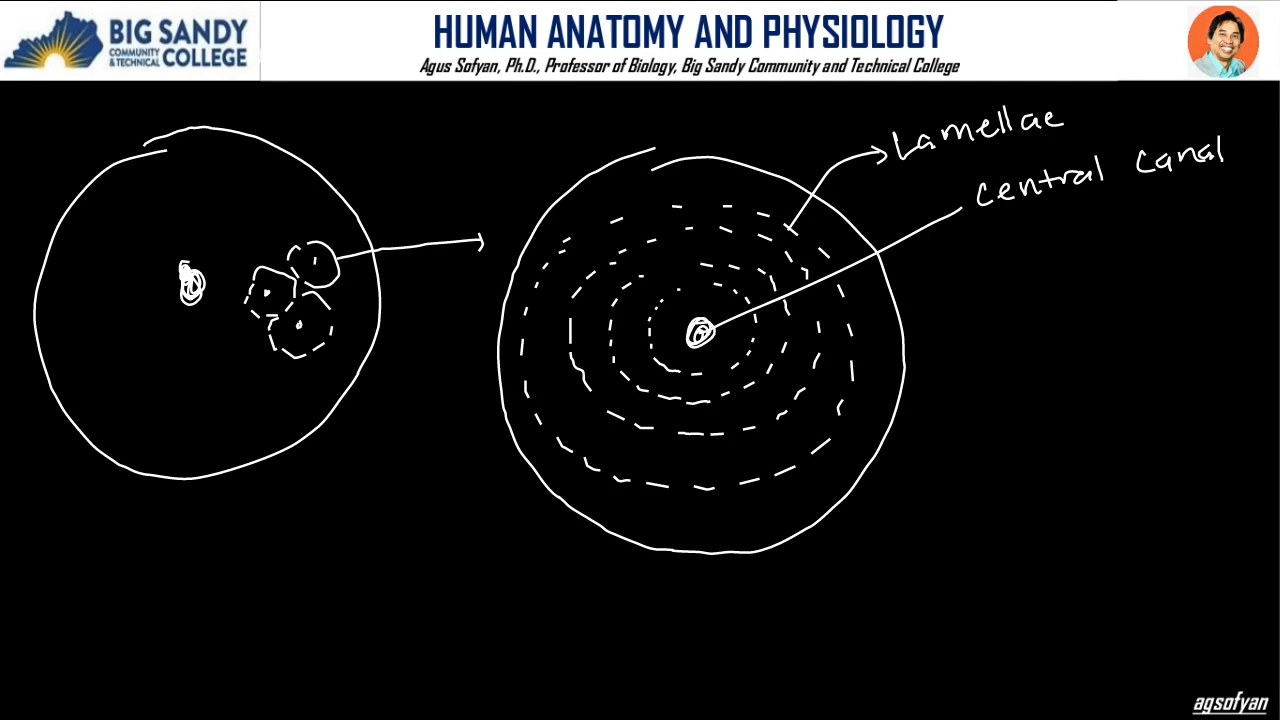 BIG SANDY
COMMUNITY
& TECHNICAL COLLEGE
HUMAN ANATOMY AND PHYSIOLOGY
Agus Sofyan, Ph.D., Professor of Biology, Big Sandy Community and Technical College
Lamellae
Central Canal
agsofyan